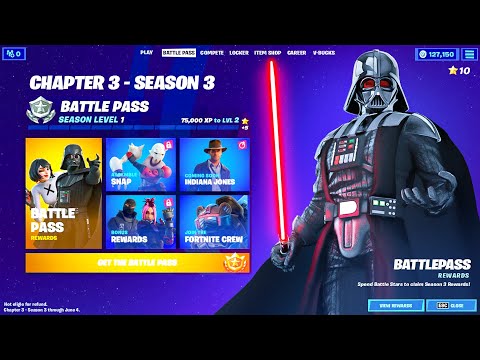 0
PLAY BATTLE PASS COMPETE LOCKER ITEM SHOP CAREER V-BUCKS
127,150
10
CHAPTER 3 - SEASON 3
BATTLE PASS
SEASON LEVEL 1
75,000 XP to LVL 2
+5
ASSEMBLE
SNAP
COMING SOON
INDIANA JONES
BATTLE
PASS
REWARDS
BONUS
REWARDS
JOIN THE
FORTNITE CREW
GET THE BATTLE PASS
Not eligible for refund.
Chapter 3 - Season 3 through June 4.
BATTLEPASS
REWARDS
Speed Battle Stars to claim Season 3 Rewards!
VIEW REWARDS
ESC CLOSE